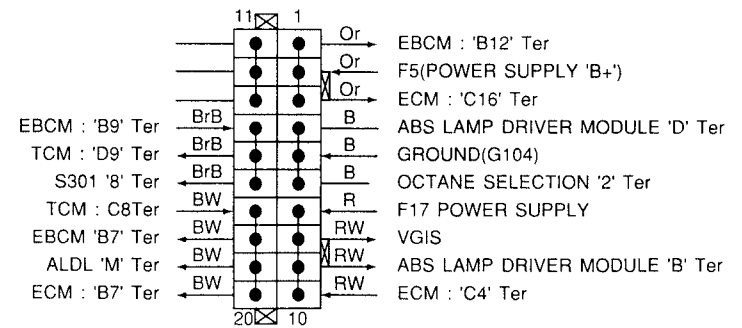 11 1
Or EBCM : 'B12' Ter
Or F5(POWER SUPPLY 'B+')
Or ECM : 'C16' Ter
EBCM : 'B9' Ter BrB B ABS LAMP DRIVER MODULE 'D' Ter
TCM : 'D9' Ter BrB B GROUND(G104)
S301 '8' Ter BrB B OCTANE SELECTION '2' Ter
TCM : C8Ter BW R F17 POWER SUPPLY
EBCM 'B7' Ter BW RW VGIS
ALDL 'M' Ter BW RW ABS LAMP DRIVER MODULE 'B' Ter
ECM : 'B7' Ter BW RW ECM : 'C4' Ter
20 10